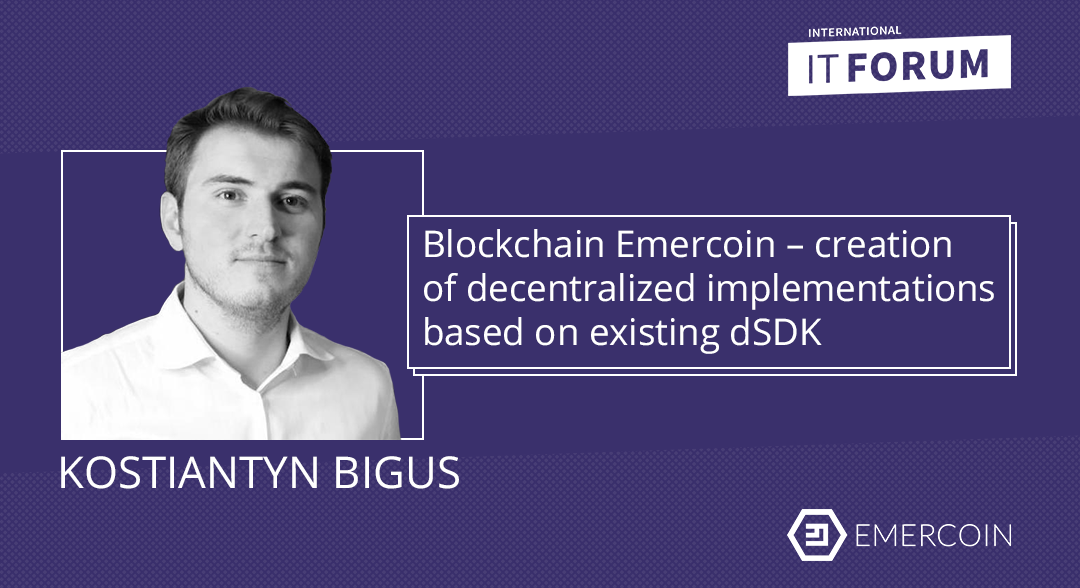 INTERNATIONAL
IT FORUM
Blockchain Emercoin – creation
of decentralized implementations
based on existing dSDK
KOSTIANTYN BIGUS
EMERCOIN